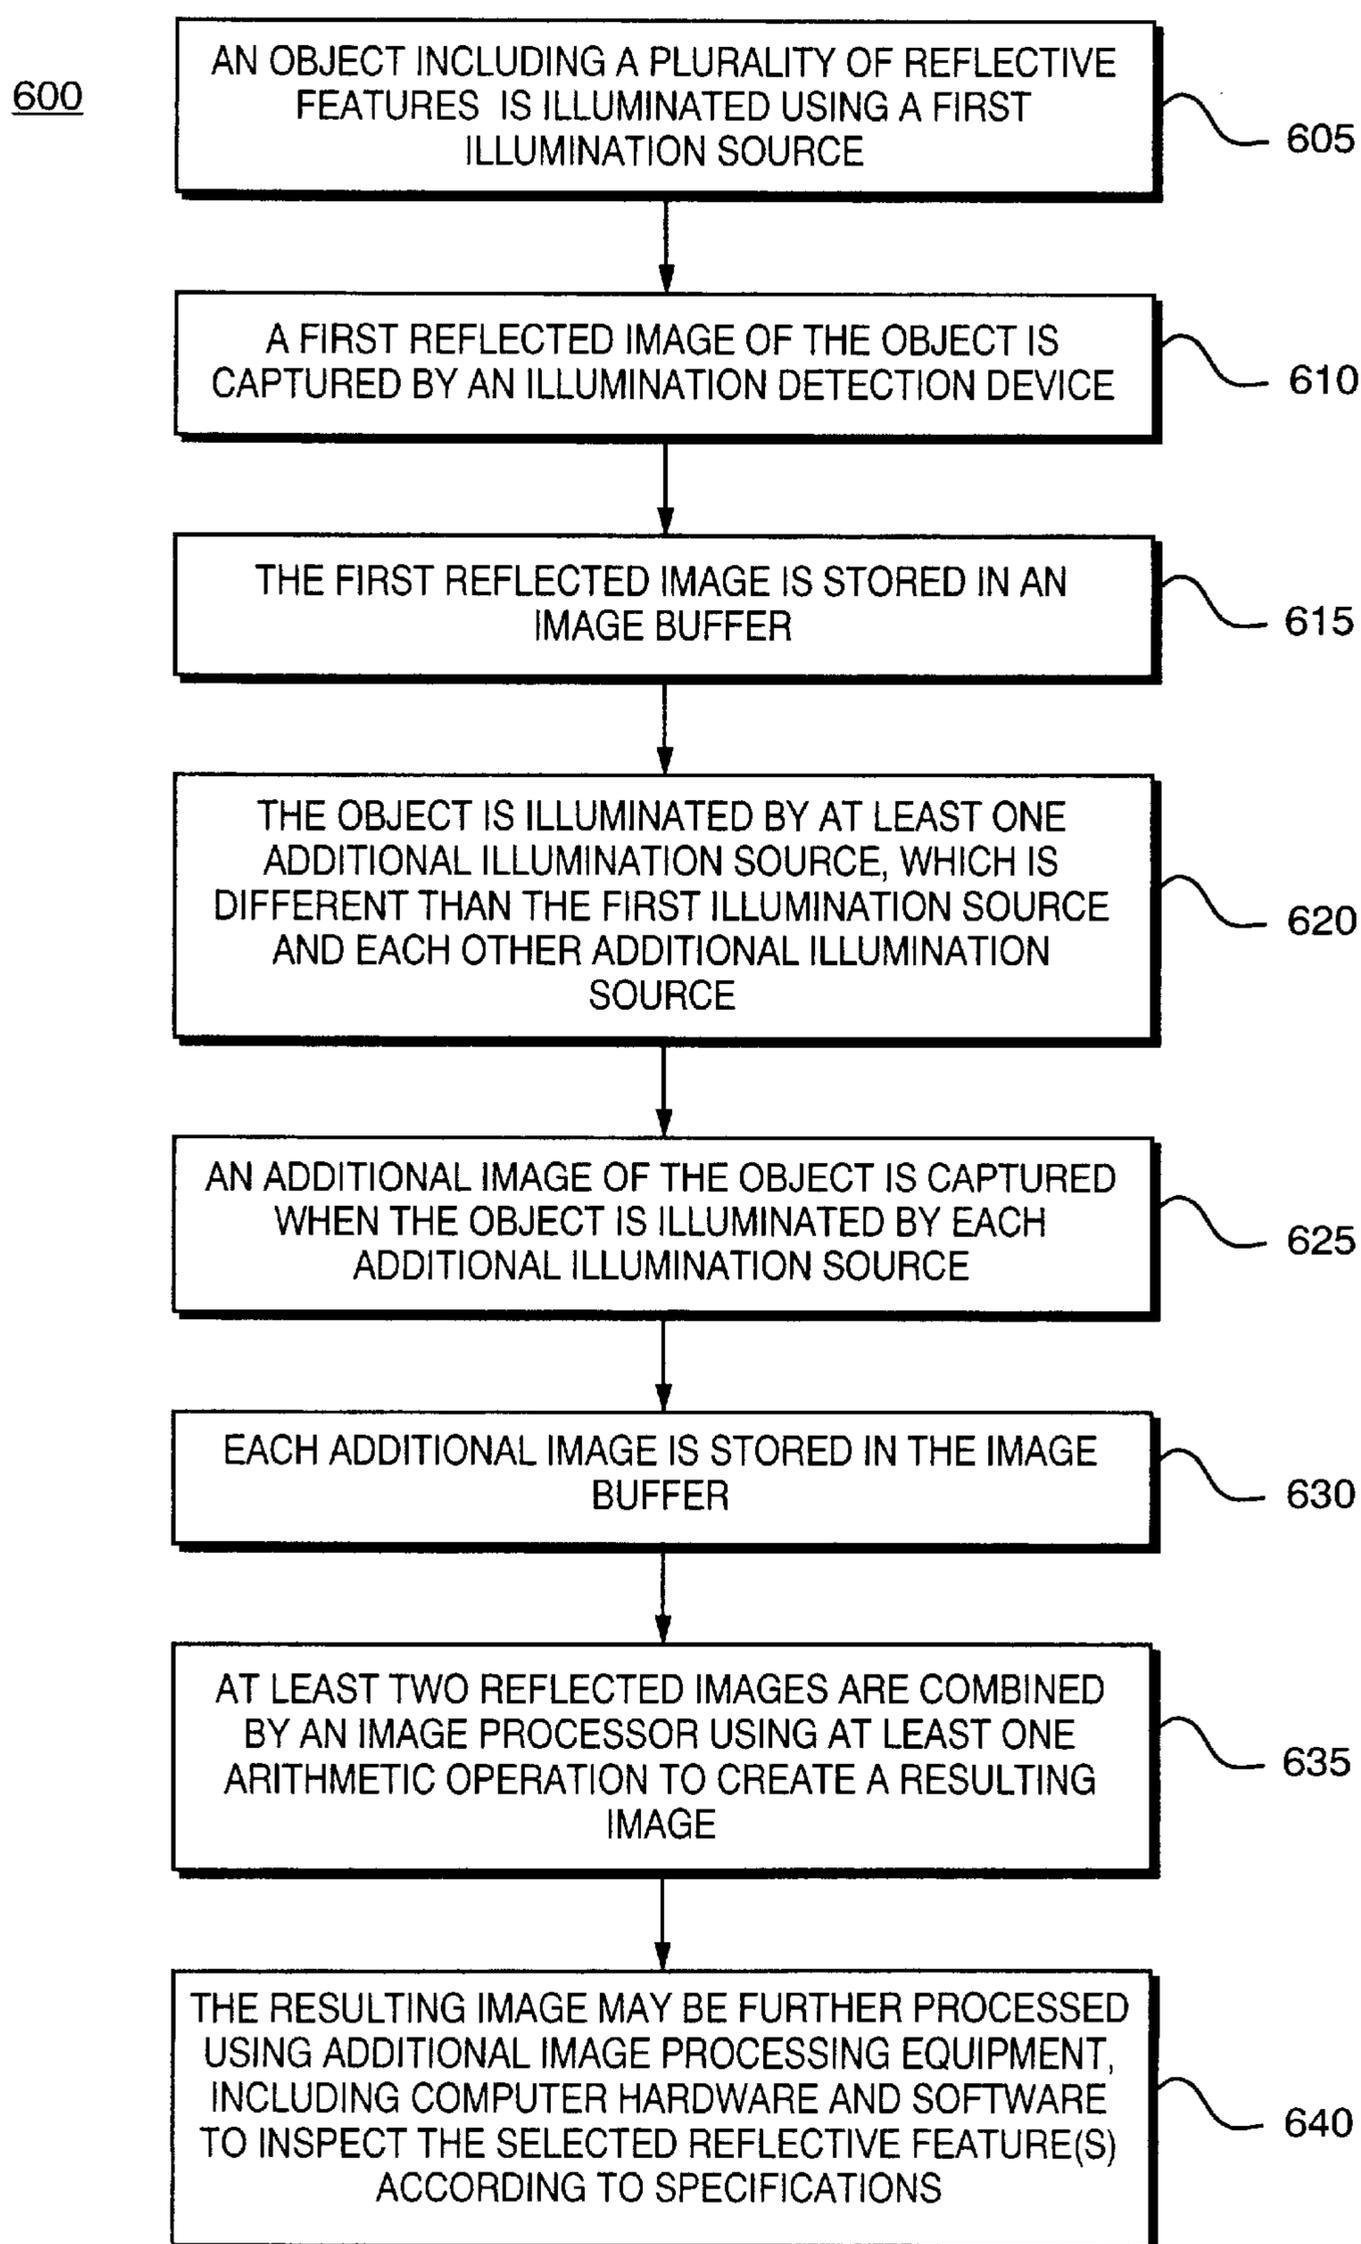 600
AN OBJECT INCLUDING A PLURALITY OF REFLECTIVE
FEATURES IS ILLUMINATED USING A FIRST
ILLUMINATION SOURCE
605
A FIRST REFLECTED IMAGE OF THE OBJECT IS
CAPTURED BY AN ILLUMINATION DETECTION DEVICE
610
THE FIRST REFLECTED IMAGE IS STORED IN AN
IMAGE BUFFER
615
THE OBJECT IS ILLUMINATED BY AT LEAST ONE
ADDITIONAL ILLUMINATION SOURCE, WHICH IS
DIFFERENT THAN THE FIRST ILLUMINATION SOURCE
AND EACH OTHER ADDITIONAL ILLUMINATION
SOURCE
620
AN ADDITIONAL IMAGE OF THE OBJECT IS CAPTURED
WHEN THE OBJECT IS ILLUMINATED BY EACH
ADDITIONAL ILLUMINATION SOURCE
625
EACH ADDITIONAL IMAGE IS STORED IN THE IMAGE
BUFFER
630
AT LEAST TWO REFLECTED IMAGES ARE COMBINED
BY AN IMAGE PROCESSOR USING AT LEAST ONE
ARITHMETIC OPERATION TO CREATE A RESULTING
IMAGE
635
THE RESULTING IMAGE MAY BE FURTHER PROCESSED
USING ADDITIONAL IMAGE PROCESSING EQUIPMENT,
INCLUDING COMPUTER HARDWARE AND SOFTWARE
TO INSPECT THE SELECTED REFLECTIVE FEATURE(S)
ACCORDING TO SPECIFICATIONS
640